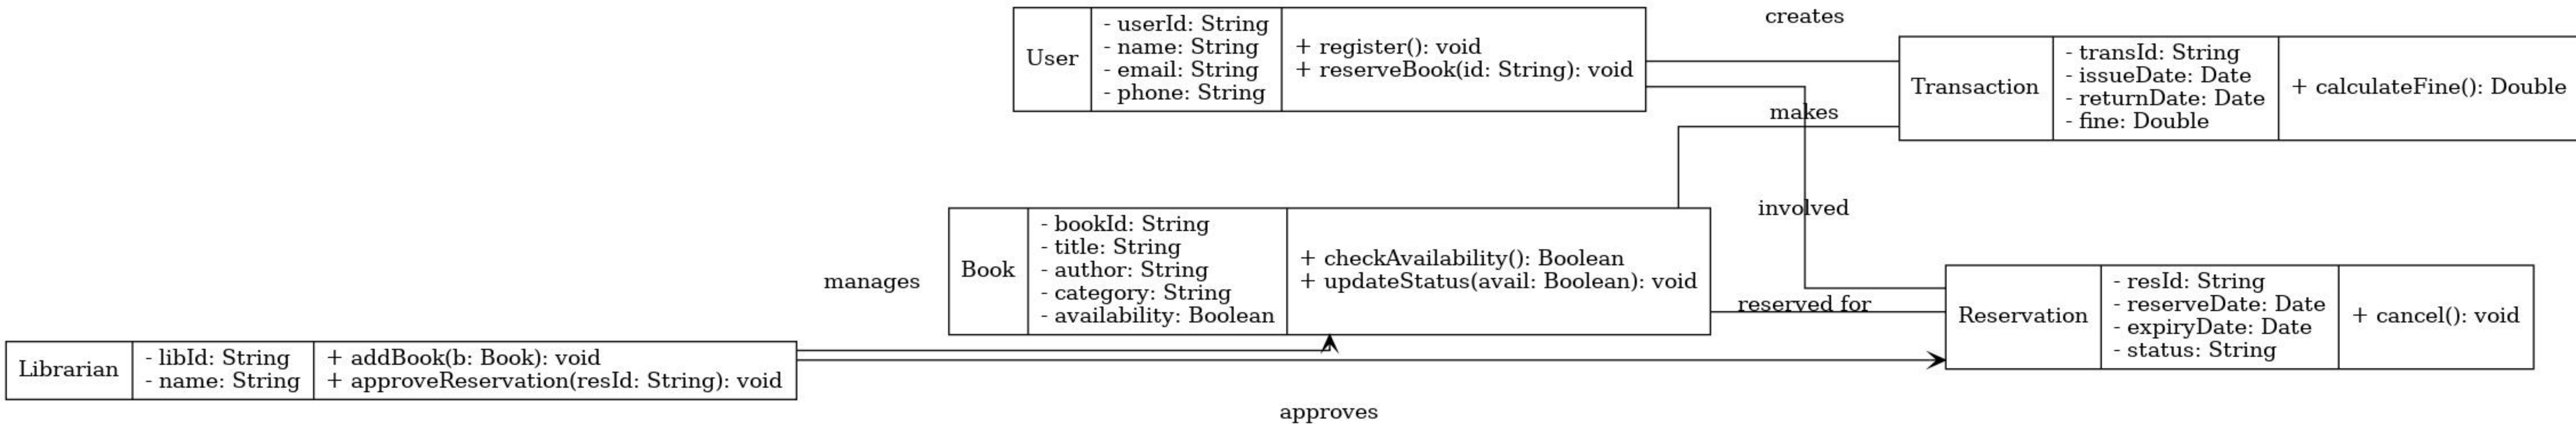 creates
User
- userId: String
- name: String
- email: String
- phone: String
+ register(): void
+ reserveBook(id: String): void
Transaction
- transId: String
- issueDate: Date
- returnDate: Date
- fine: Double
+ calculateFine(): Double
makes
involved
Book
- bookId: String
- title: String
- author: String
- category: String
- availability: Boolean
+ checkAvailability(): Boolean
+ updateStatus(avail: Boolean): void
manages
reserved for
Reservation
- resId: String
- reserveDate: Date
- expiryDate: Date
- status: String
+ cancel(): void
Librarian
- libId: String
- name: String
+ addBook(b: Book): void
+ approveReservation(resId: String): void
approves